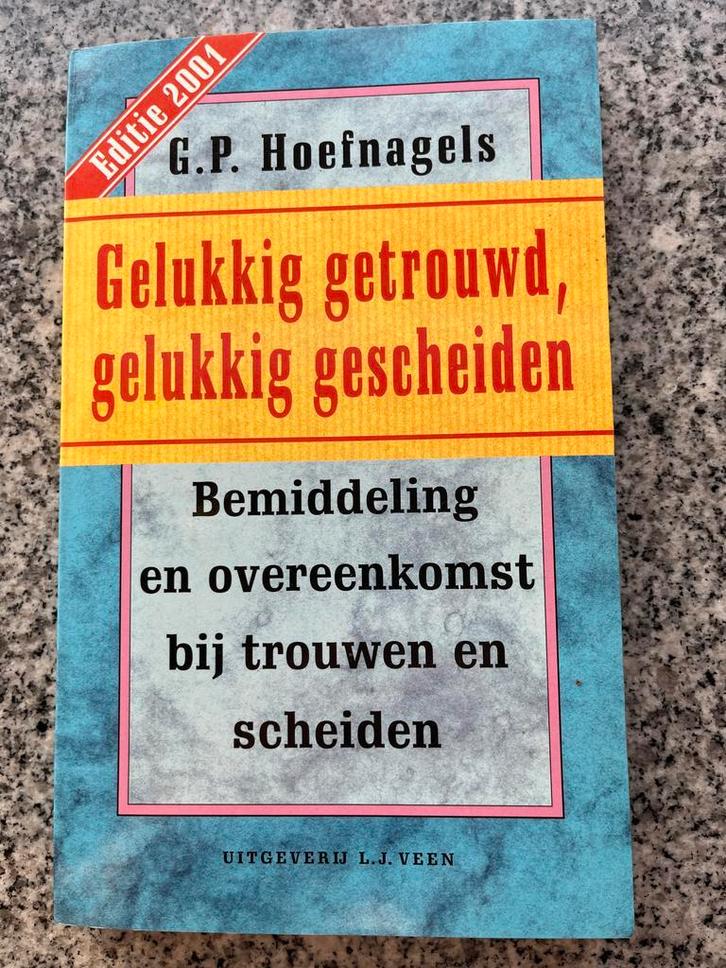 Editie 2001
G.P. Hoefnagels
Gelukkig getrouwd,
gelukkig gescheiden
Bemiddeling
en overeenkomst
bij trouwen en
scheiden
UITGEVERIJ L.J. VEEN